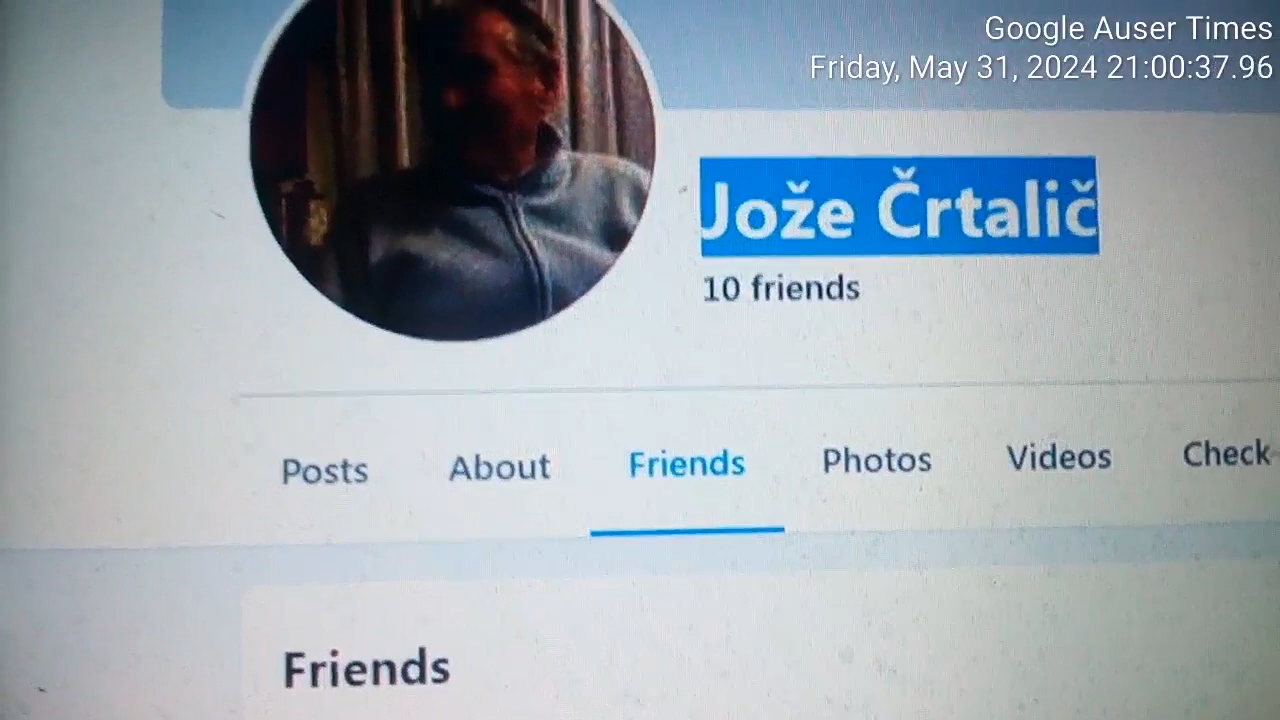 Google Auser Times
Friday, May 31, 2024 21:00:37.96
Jože Črtalič
10 friends
Posts About Friends Photos Videos Check
Friends